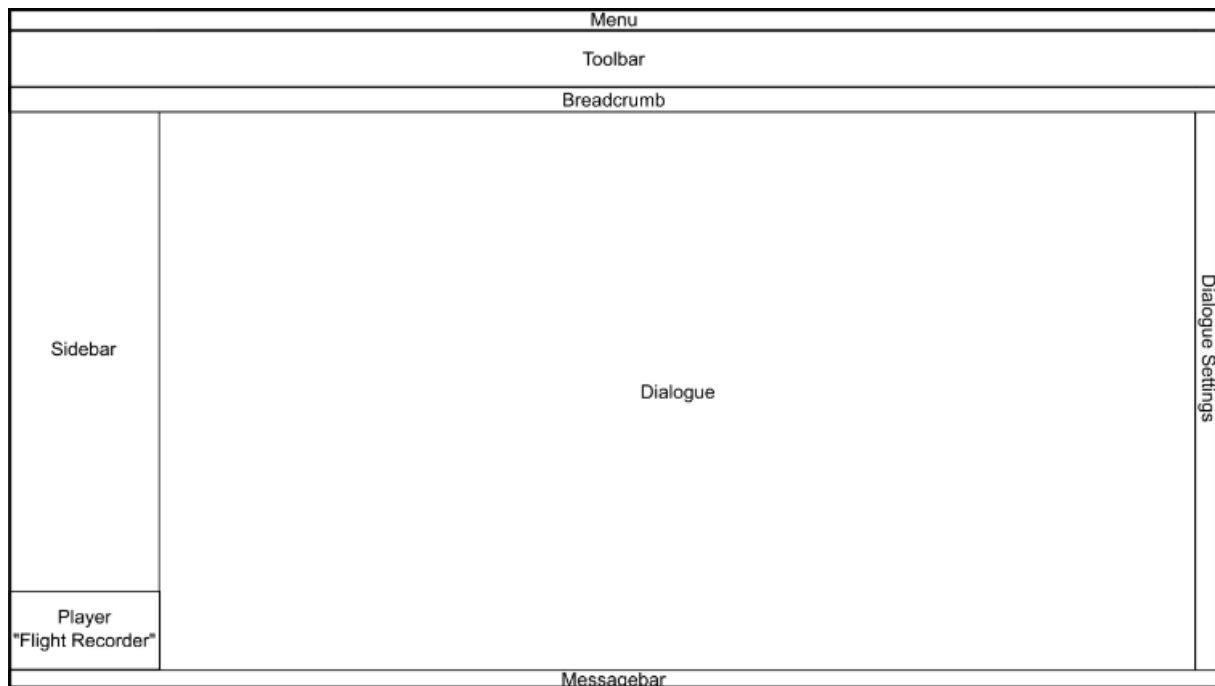 Menu
Toolbar
Breadcrumb
Sidebar
Dialogue
Dialogue Settings
Player
"Flight Recorder"
Messagebar